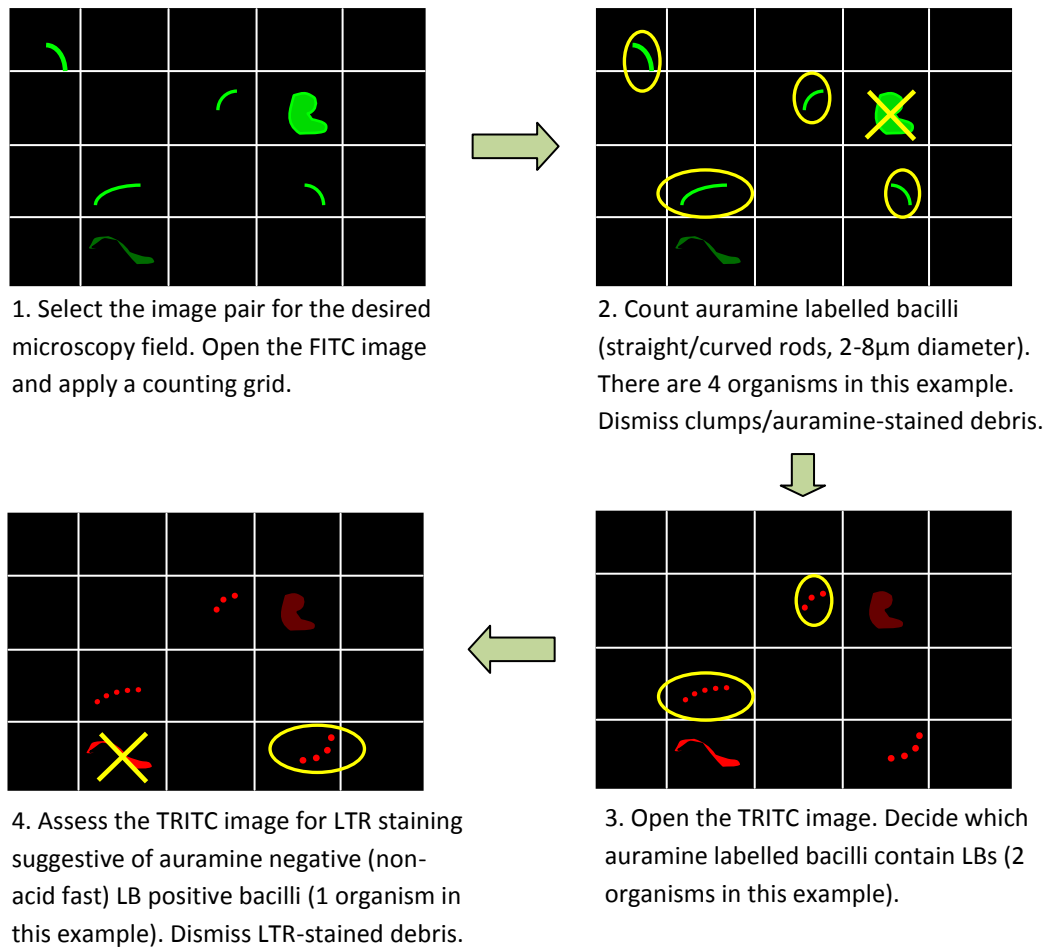 1. Select the image pair for the desired
microscopy field. Open the FITC image
and apply a counting grid.
2. Count auramine labelled bacilli
(straight/curved rods, 2-8µm diameter).
There are 4 organisms in this example.
Dismiss clumps/auramine-stained debris.
3. Open the TRITC image. Decide which
auramine labelled bacilli contain LBs (2
organisms in this example).
4. Assess the TRITC image for LTR staining
suggestive of auramine negative (non-
acid fast) LB positive bacilli (1 organism in
this example). Dismiss LTR-stained debris.